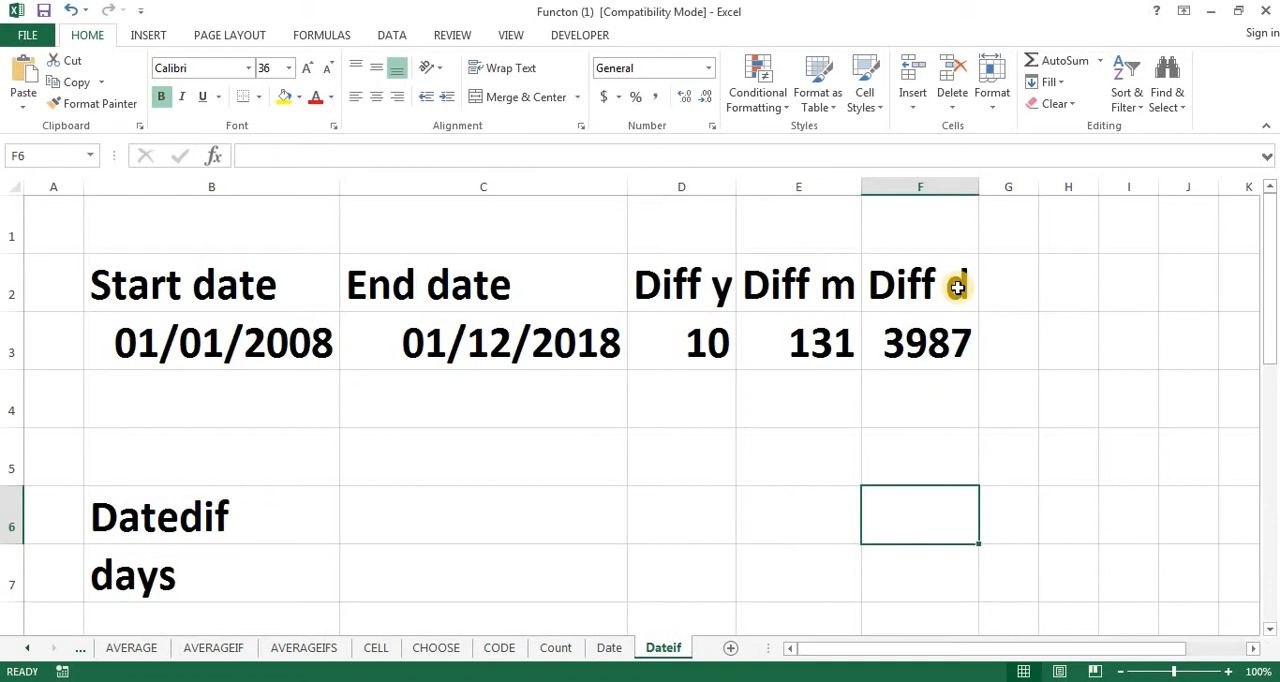 Functon (1) [Compatibility Mode] - Excel
?
FILE HOME INSERT PAGE LAYOUT FORMULAS DATA REVIEW VIEW DEVELOPER Sign in
Paste
Cut
Copy
Format Painter
Clipboard
Calibri 36 A A
B I U A
Font
Wrap Text
Merge & Center
Alignment
General
$ % ,
Number
Conditional Formatting
Format as Table
Cell Styles
Styles
Insert Delete Format
Cells
AutoSum
Fill
Clear
Sort & Filter
Find & Select
Editing
F6 fx
A B C D E F G H I J K
1
2 Start date End date Diff y Diff m Diff d
3 01/01/2008 01/12/2018 10 131 3987
4
5
6 Datedif
7 days
... AVERAGE AVERAGEIF AVERAGEIFS CELL CHOOSE CODE Count Date Dateif
READY 100%